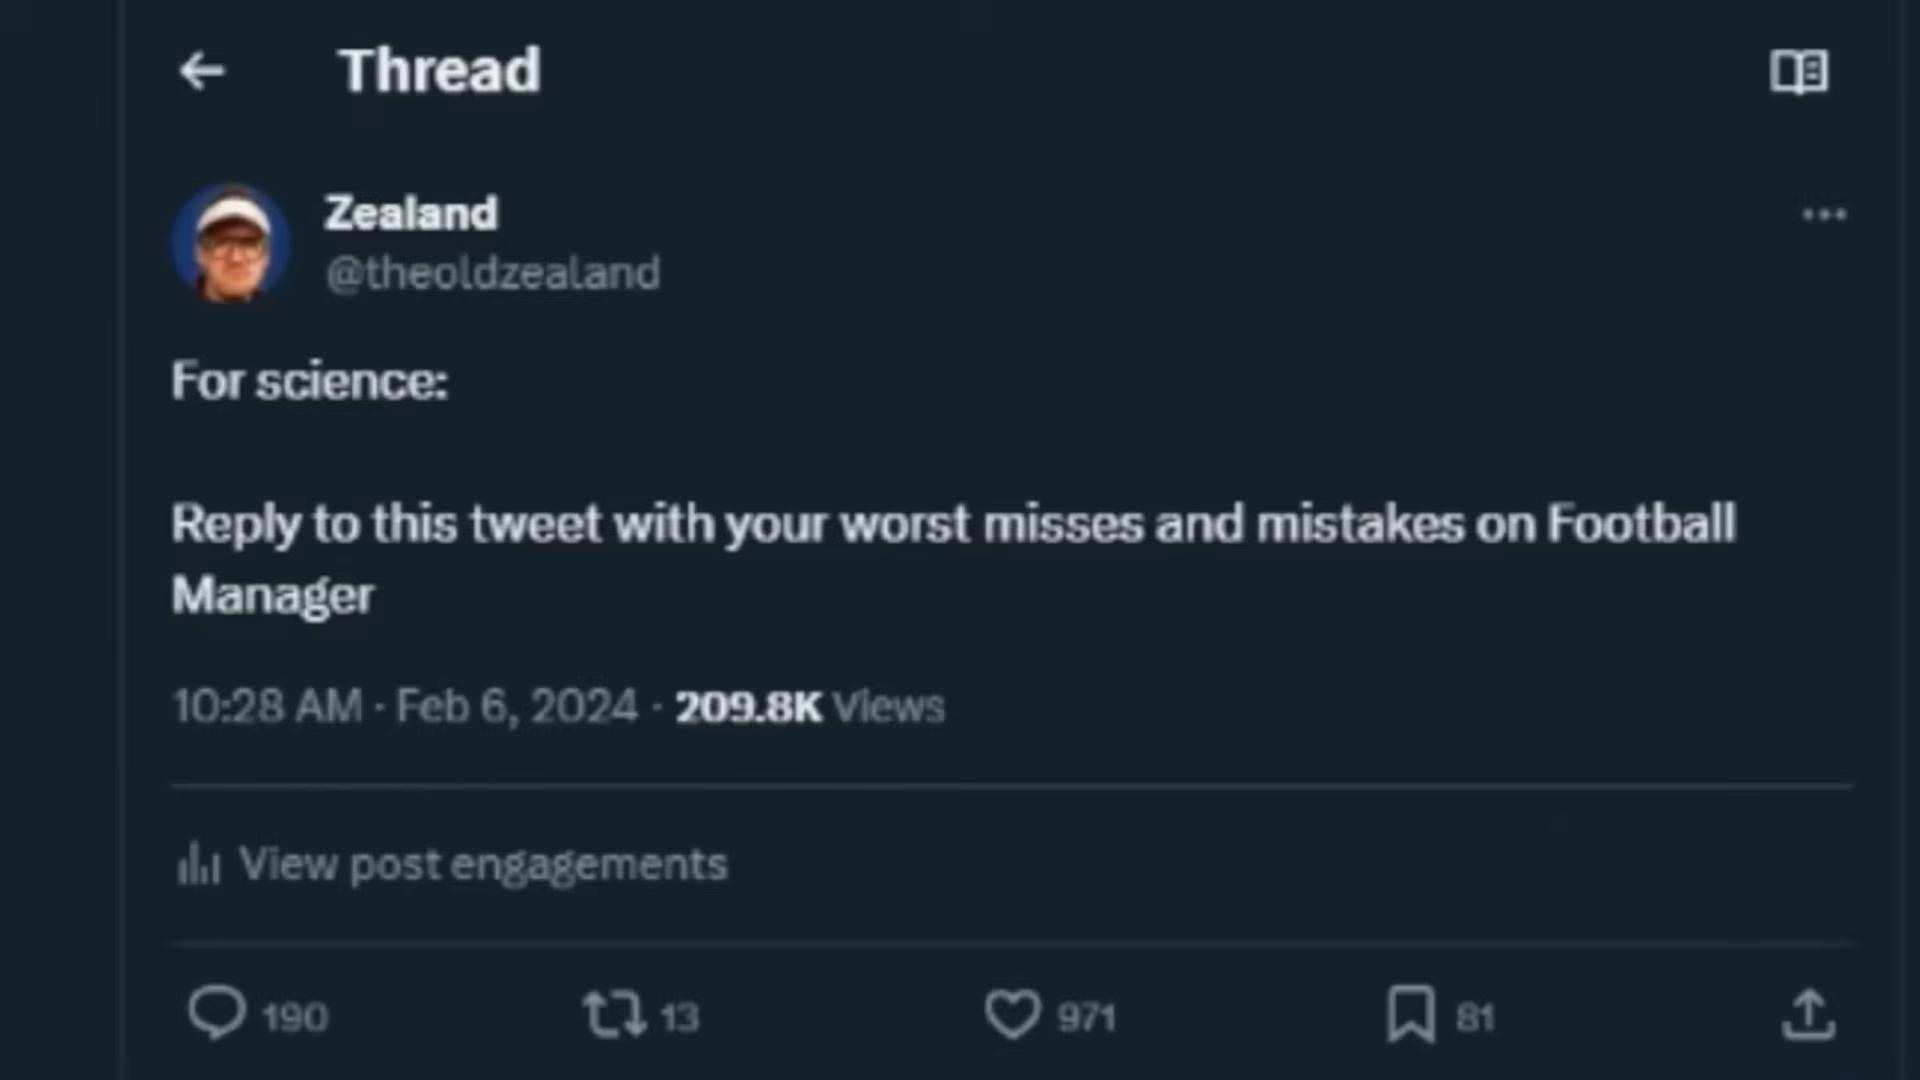 Thread
Zealand
@theoldzealand
For science:
Reply to this tweet with your worst misses and mistakes on Football
Manager
10:28 AM · Feb 6, 2024 · 209.8K Views
View post engagements
190 13 971 81